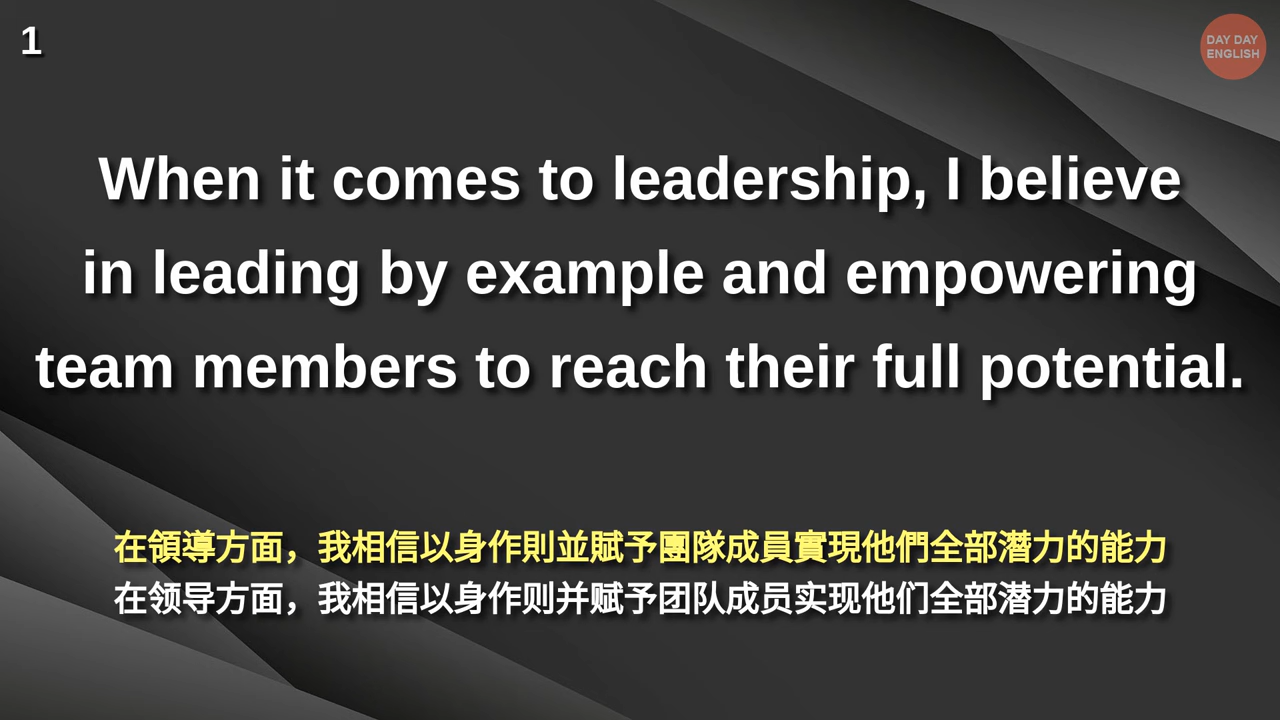 1
DAY DAY
ENGLISH
When it comes to leadership, I believe
in leading by example and empowering
team members to reach their full potential.
在領導方面，我相信以身作則並賦予團隊成員實現他們全部潛力的能力
在领导方面，我相信以身作则并赋予团队成员实现他们全部潜力的能力